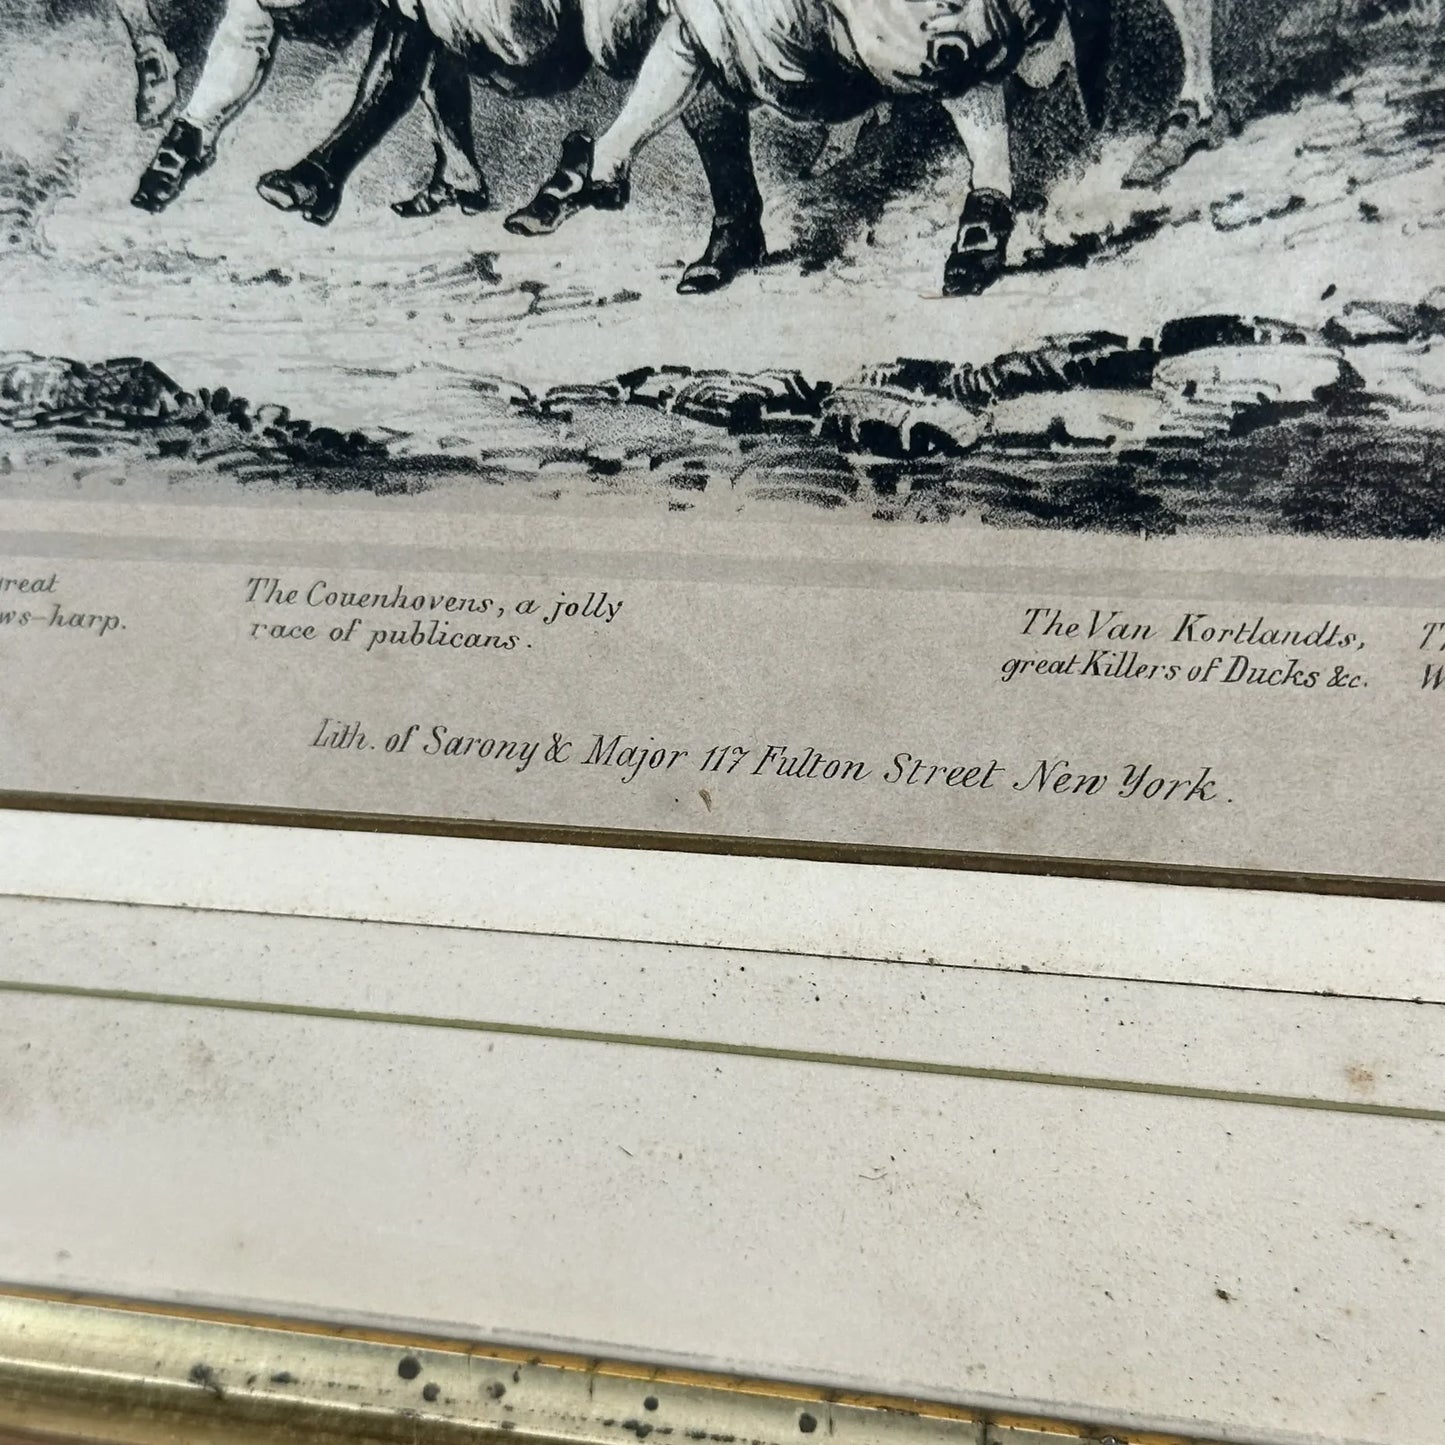 great
The Couenhovens, a jolly
race of publicans.
The Van Kortlandts,
great Killers of Ducks &c.
Lith. of Sarony & Major 117 Fulton Street New York.